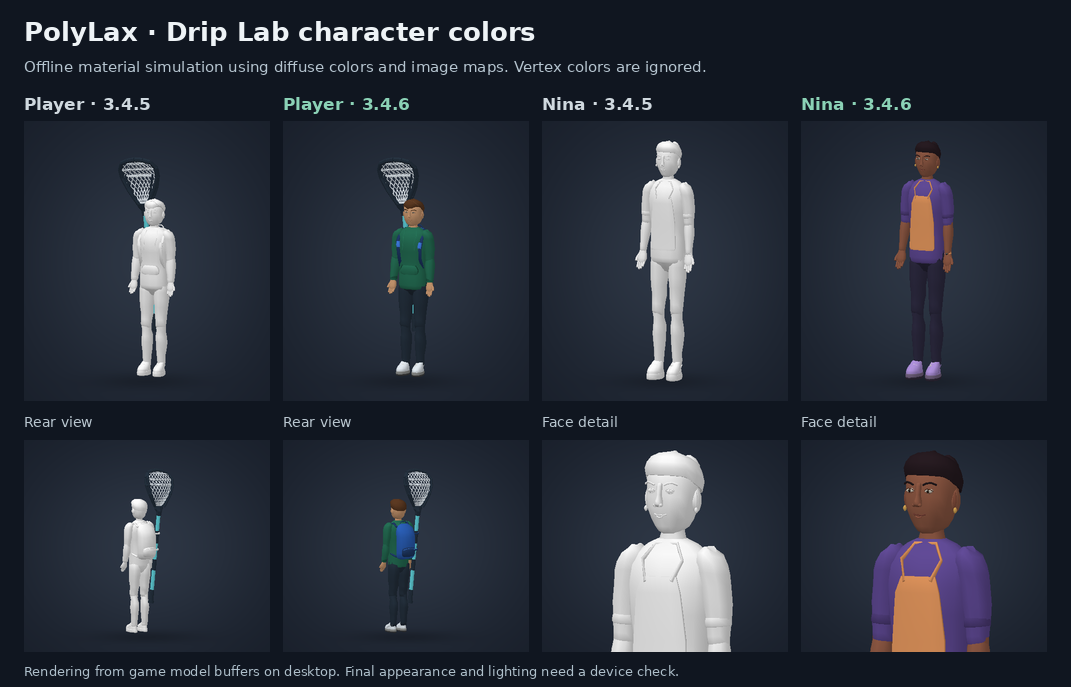 PolyLax · Drip Lab character colors
Offline material simulation using diffuse colors and image maps. Vertex colors are ignored.
Player · 3.4.5
Player · 3.4.6
Nina · 3.4.5
Nina · 3.4.6
Rear view
Rear view
Face detail
Face detail
Rendering from game model buffers on desktop. Final appearance and lighting need a device check.